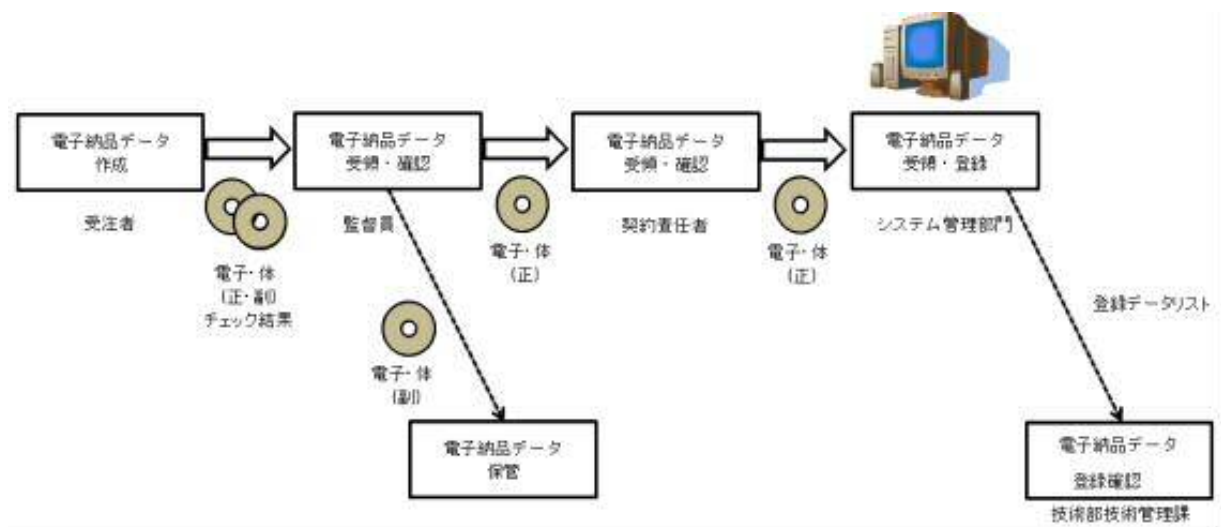 電子納品データ
作成
受注者
電子・体
(正・副)
チェック結果
電子納品データ
受領・確認
監督員
電子・体
(正)
電子納品データ
受領・確認
契約責任者
電子・体
(正)
電子納品データ
受領・登録
システム管理部門
電子・体
(副)
電子納品データ
保管
登録データリスト
電子納品データ
登録確認
技術部技術管理課